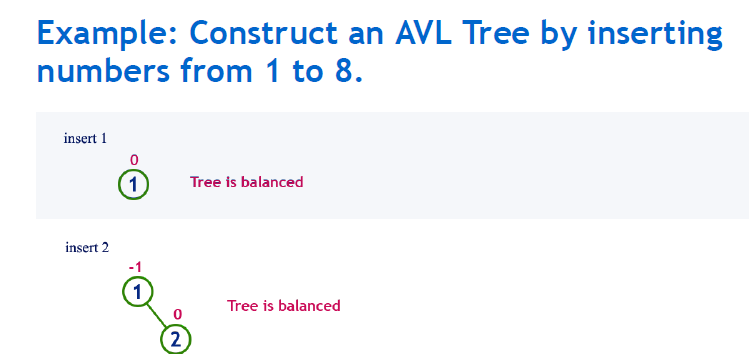 Example: Construct an AVL Tree by inserting
numbers from 1 to 8.
insert 1
0
1 Tree is balanced
insert 2
-1
1
0
Tree is balanced
2